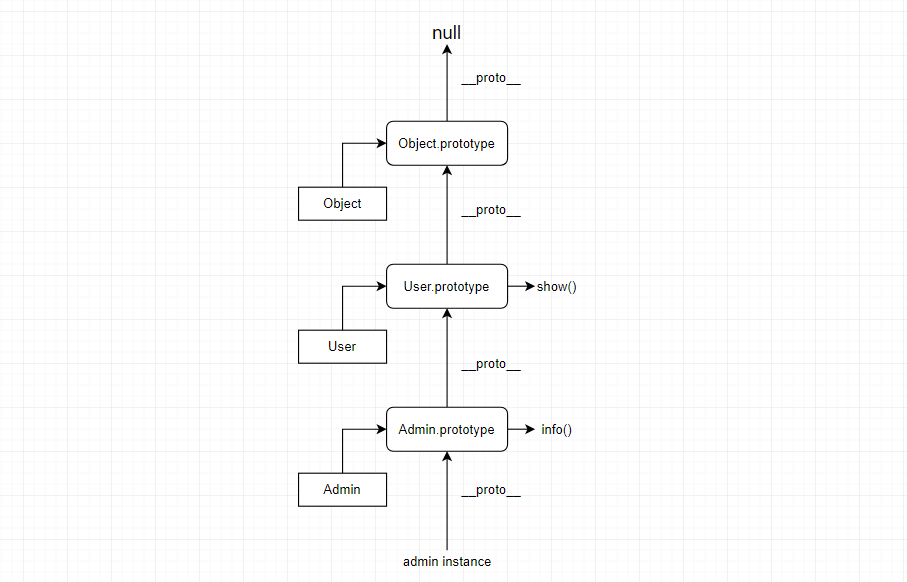 null
__proto__
Object.prototype
Object
__proto__
User.prototype
show()
User
__proto__
Admin.prototype
info()
Admin
__proto__
admin instance